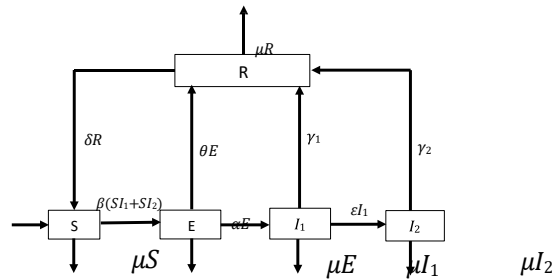 μR
R
δR
θE
γ₁
γ₂
β(SI₁+SI₂)
αE
εI₁
S
E
I₁
I₂
μS
μE
μI₁
μI₂